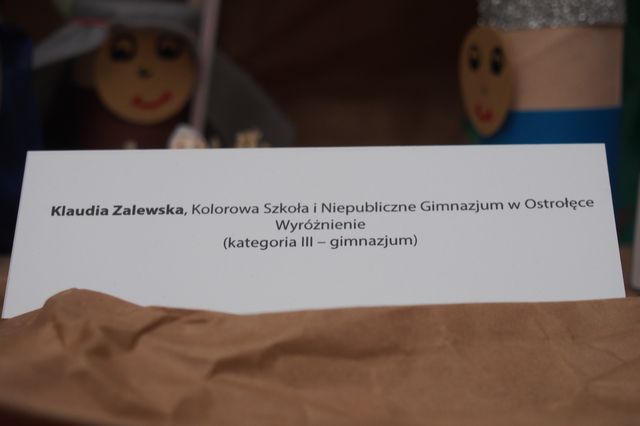 Klaudia Zalewska, Kolorowa Szkoła i Niepubliczne Gimnazjum w Ostrołęce
Wyróżnienie
(kategoria III – gimnazjum)